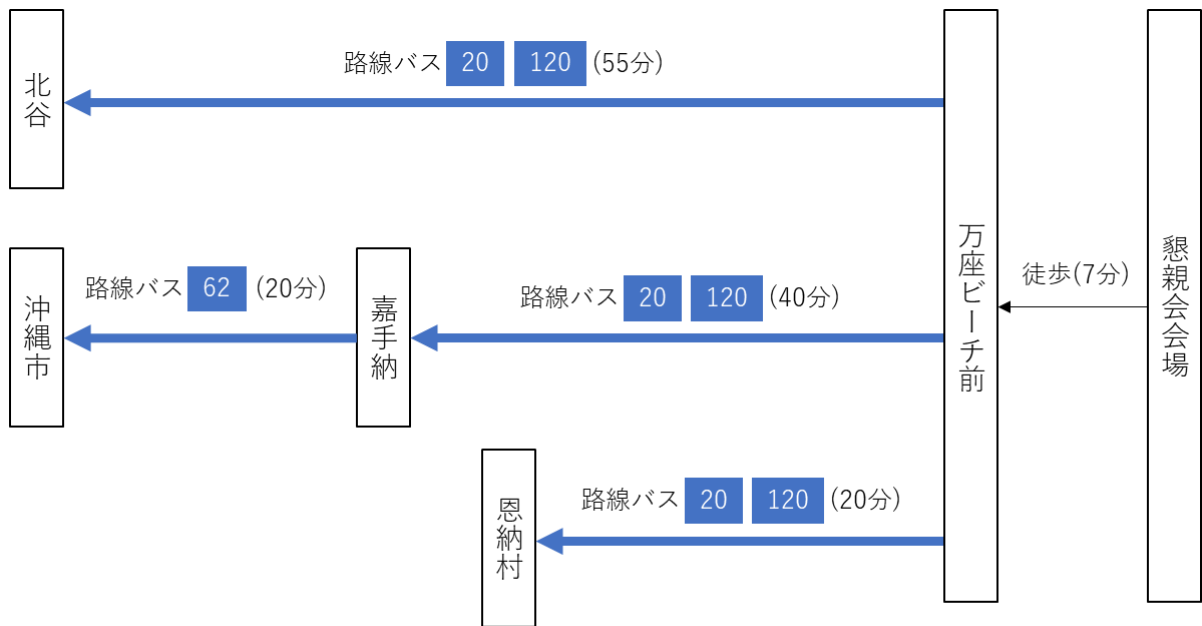 路線バス 20 120 (55分)
北谷
路線バス 62 (20分)
沖縄市
嘉手納
路線バス 20 120 (40分)
恩納村
路線バス 20 120 (20分)
万座ビーチ前
徒歩(7分)
懇親会会場